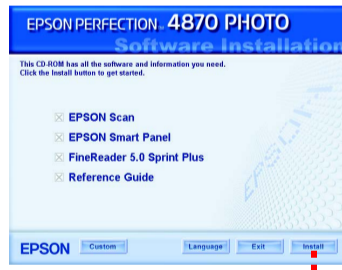 EPSON PERFECTION™ 4870 PHOTO
Software Installation
This CD-ROM has all the software and information you need.
Click the Install button to get started.
EPSON Scan
EPSON Smart Panel
FineReader 5.0 Sprint Plus
Reference Guide
EPSON
Custom
Language
Exit
Install